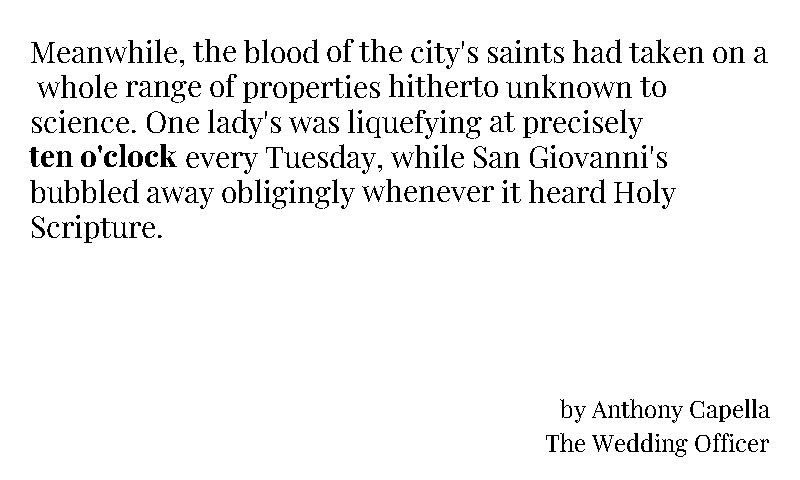 Meanwhile, the blood of the city's saints had taken on a
whole range of properties hitherto unknown to
science. One lady's was liquefying at precisely
ten o'clock every Tuesday, while San Giovanni's
bubbled away obligingly whenever it heard Holy
Scripture.
by Anthony Capella
The Wedding Officer